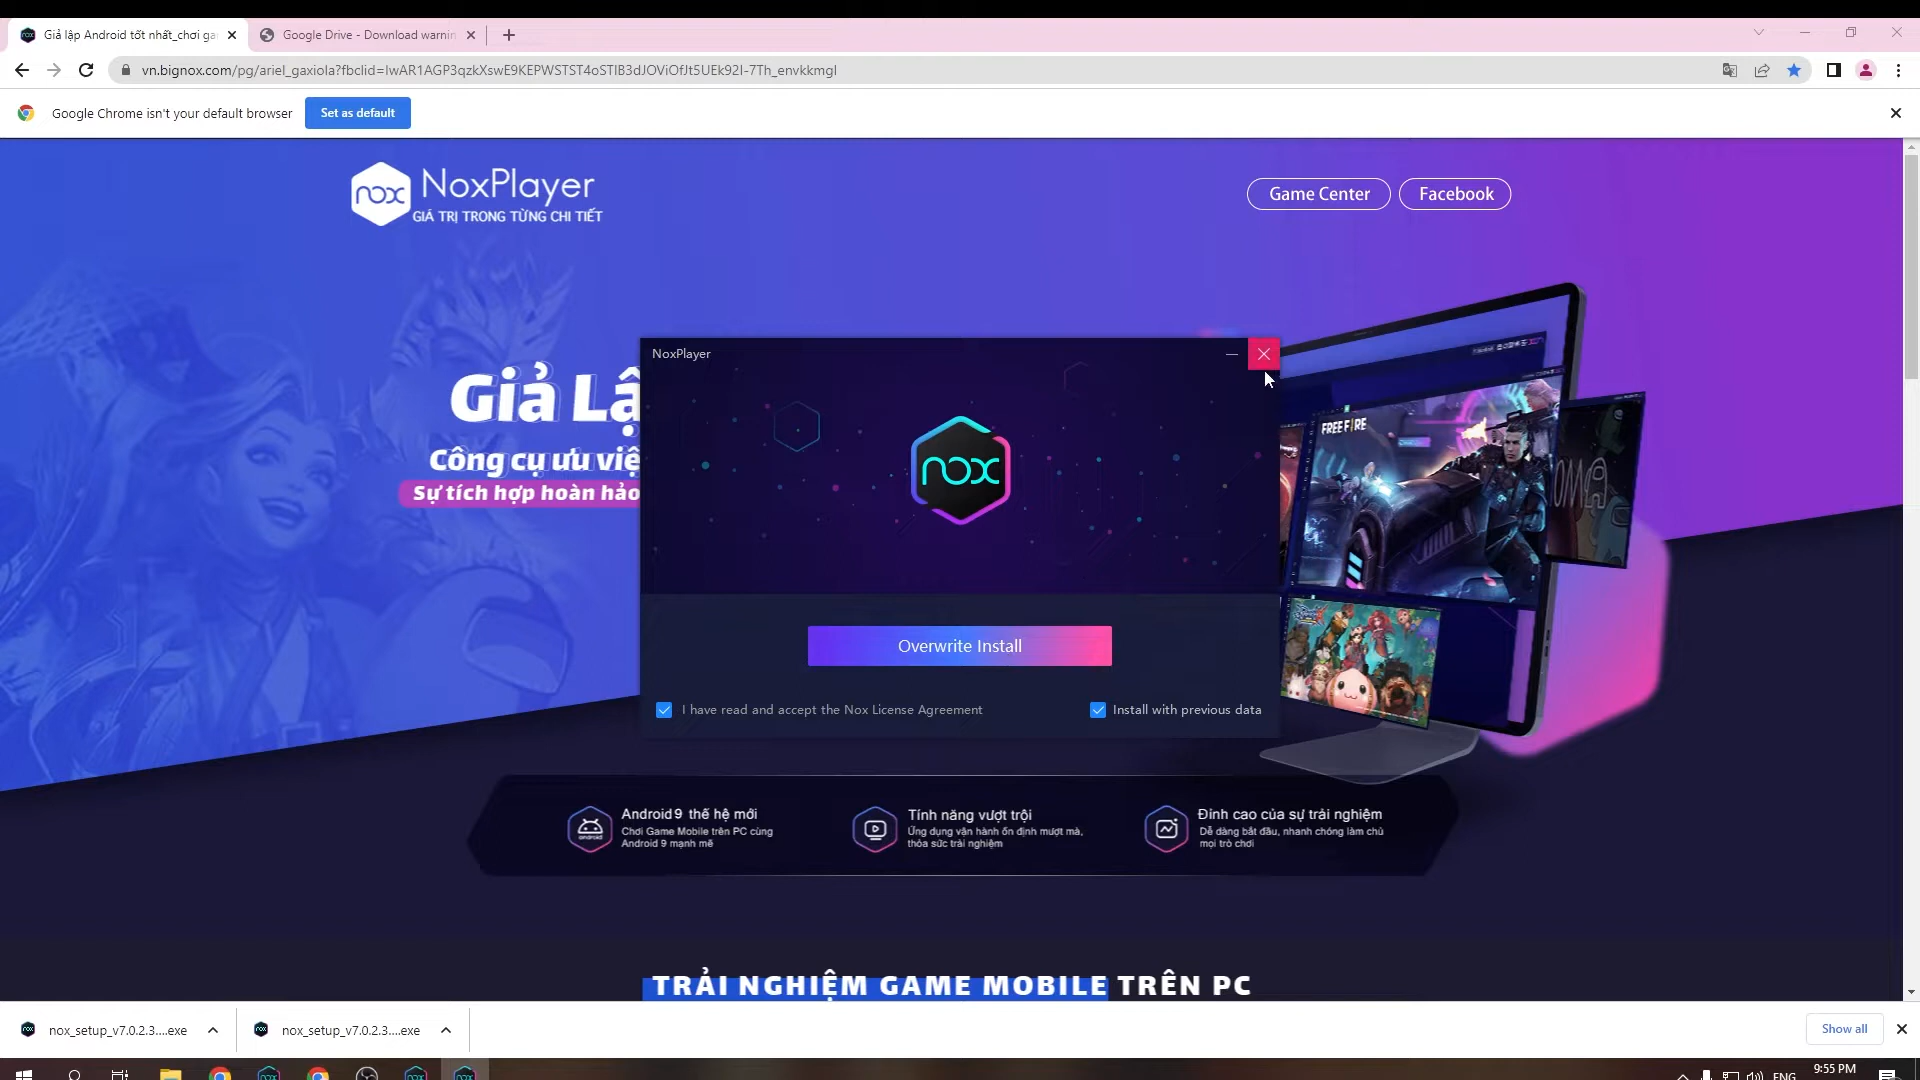 Giả lập Android tốt nhất_chơi ga
Google Drive - Download warnin
vn.bignox.com/pg/ariel_gaxiola?fbclid=IwAR1AGP3qzkXswE9KEPWSTST4oSTIB3dJOViOfJt5UEk92I-7Th_envkkmgI
Google Chrome isn't your default browser
Set as default
nox
NoxPlayer
GIÁ TRỊ TRONG TỪNG CHI TIẾT
Game Center
Facebook
NoxPlayer
Giả Lậ
Công cụ ưu việ
Sự tích hợp hoàn hảo
nox
FREE FIRE
Overwrite Install
I have read and accept the Nox License Agreement
Install with previous data
Android 9 thế hệ mới
Chơi Game Mobile trên PC cùng
Android 9 mạnh mẽ
Tính năng vượt trội
Ứng dụng vận hành ổn định mượt mà,
thỏa sức trải nghiệm
Đỉnh cao của sự trải nghiệm
Dễ dàng bắt đầu, nhanh chóng làm chủ
mọi trò chơi
TRẢI NGHIỆM GAME MOBILE TRÊN PC
nox_setup_v7.0.2.3....exe
nox_setup_v7.0.2.3....exe
Show all
ENG
9:55 PM